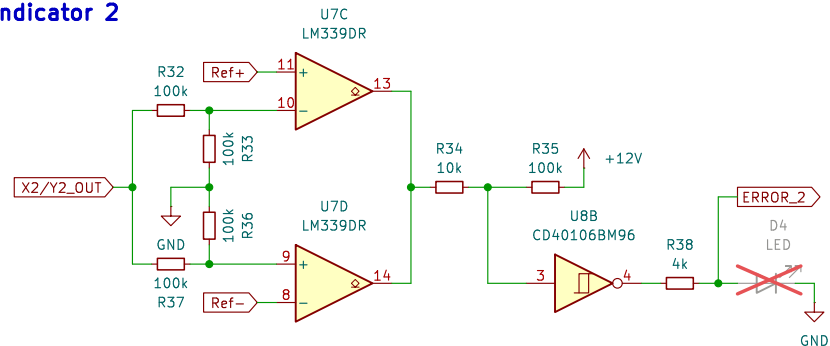 ndicator 2
U7C
LM339DR
Ref+
11
+
13
R32
100k
10
−
100k
R33
X2/Y2_OUT
GND
100k
R36
U7D
LM339DR
9
+
14
100k
R37
Ref-
8
−
R34
10k
R35
100k
+12V
U8B
CD40106BM96
3
4
R38
4k
ERROR_2
D4
LED
GND